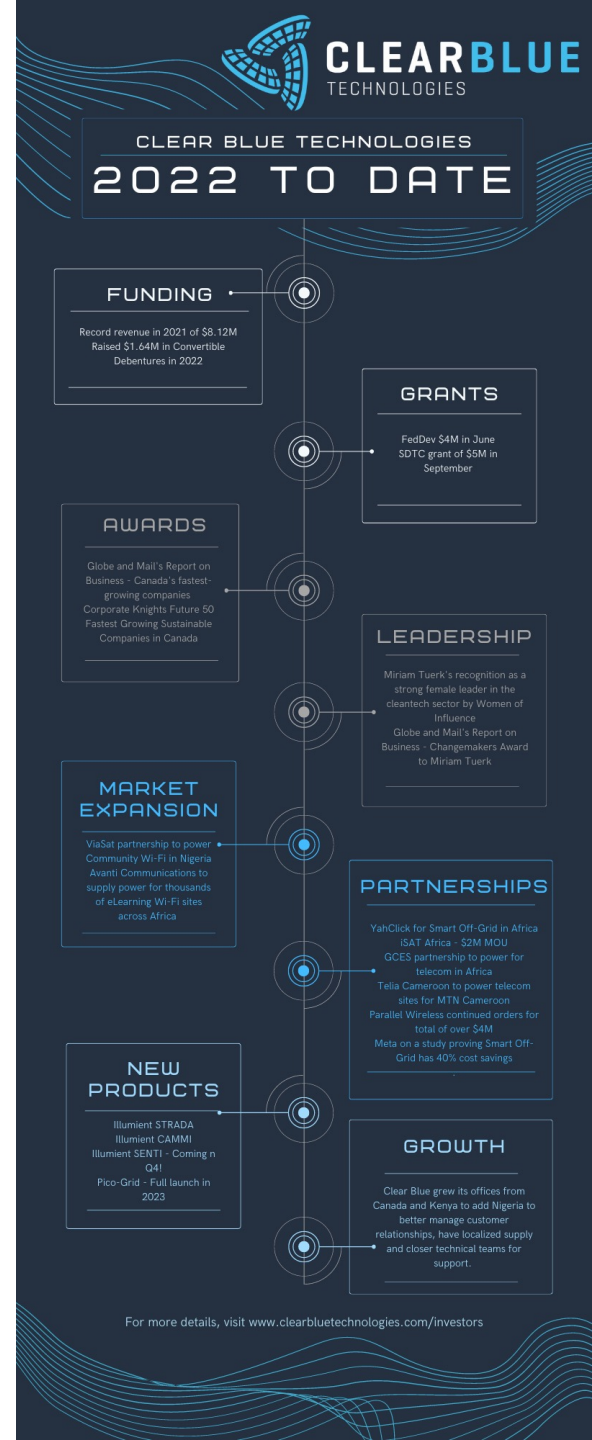 CLEARBLUE
TECHNOLOGIES
CLEAR BLUE TECHNOLOGIES
2022 TO DATE
FUNDING
Record revenue in 2021 of $8.12M
Raised $1.64M in Convertible
Debentures in 2022
GRANTS
FedDev $4M in June
SDTC grant of $5M in
September
AWARDS
Globe and Mail's Report on
Business - Canada's fastest-
growing companies
Corporate Knights Future 50
Fastest Growing Sustainable
Companies in Canada
LEADERSHIP
Miriam Tuerk's recognition as a
strong female leader in the
cleantech sector by Women of
Influence
Globe and Mail's Report on
Business - Changemakers Award
to Miriam Tuerk
MARKET
EXPANSION
ViaSat partnership to power
Community Wi-Fi in Nigeria
Avanti Communications to
supply power for thousands
of eLearning Wi-Fi sites
across Africa
PARTNERSHIPS
YahClick for Smart Off-Grid in Africa
iSAT Africa - $2M MOU
GCES partnership to power for
telecom in Africa
Telia Cameroon to power telecom
sites for MTN Cameroon
Parallel Wireless continued orders for
total of over $4M
Meta on a study proving Smart Off-
Grid has 40% cost savings
.
NEW
PRODUCTS
Illumient STRADA
Illumient CAMMI
Illumient SENTI - Coming n
Q4!
Pico-Grid - Full launch in
2023
GROWTH
Clear Blue grew its offices from
Canada and Kenya to add Nigeria to
better manage customer
relationships, have localized supply
and closer technical teams for
support.
For more details, visit www.clearbluetechnologies.com/investors